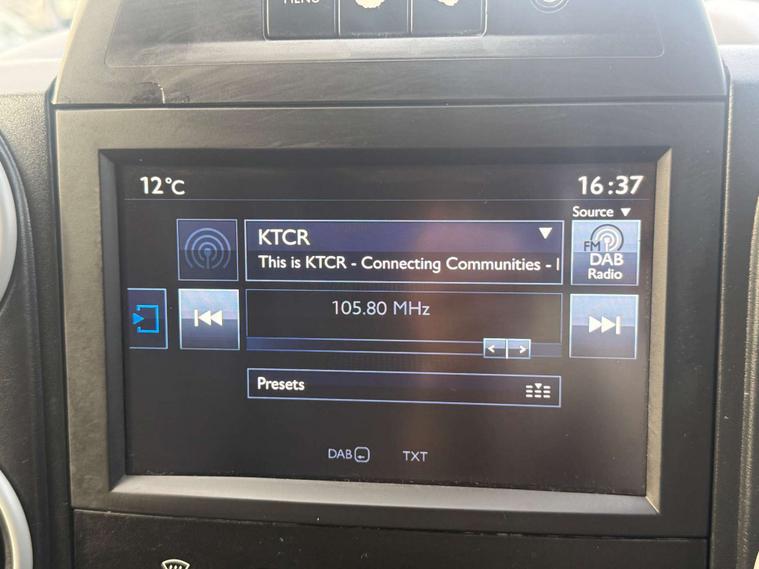 MENU
12°C
16:37
Source
KTCR
This is KTCR - Connecting Communities -
FM
DAB
Radio
105.80 MHz
Presets
DAB
TXT